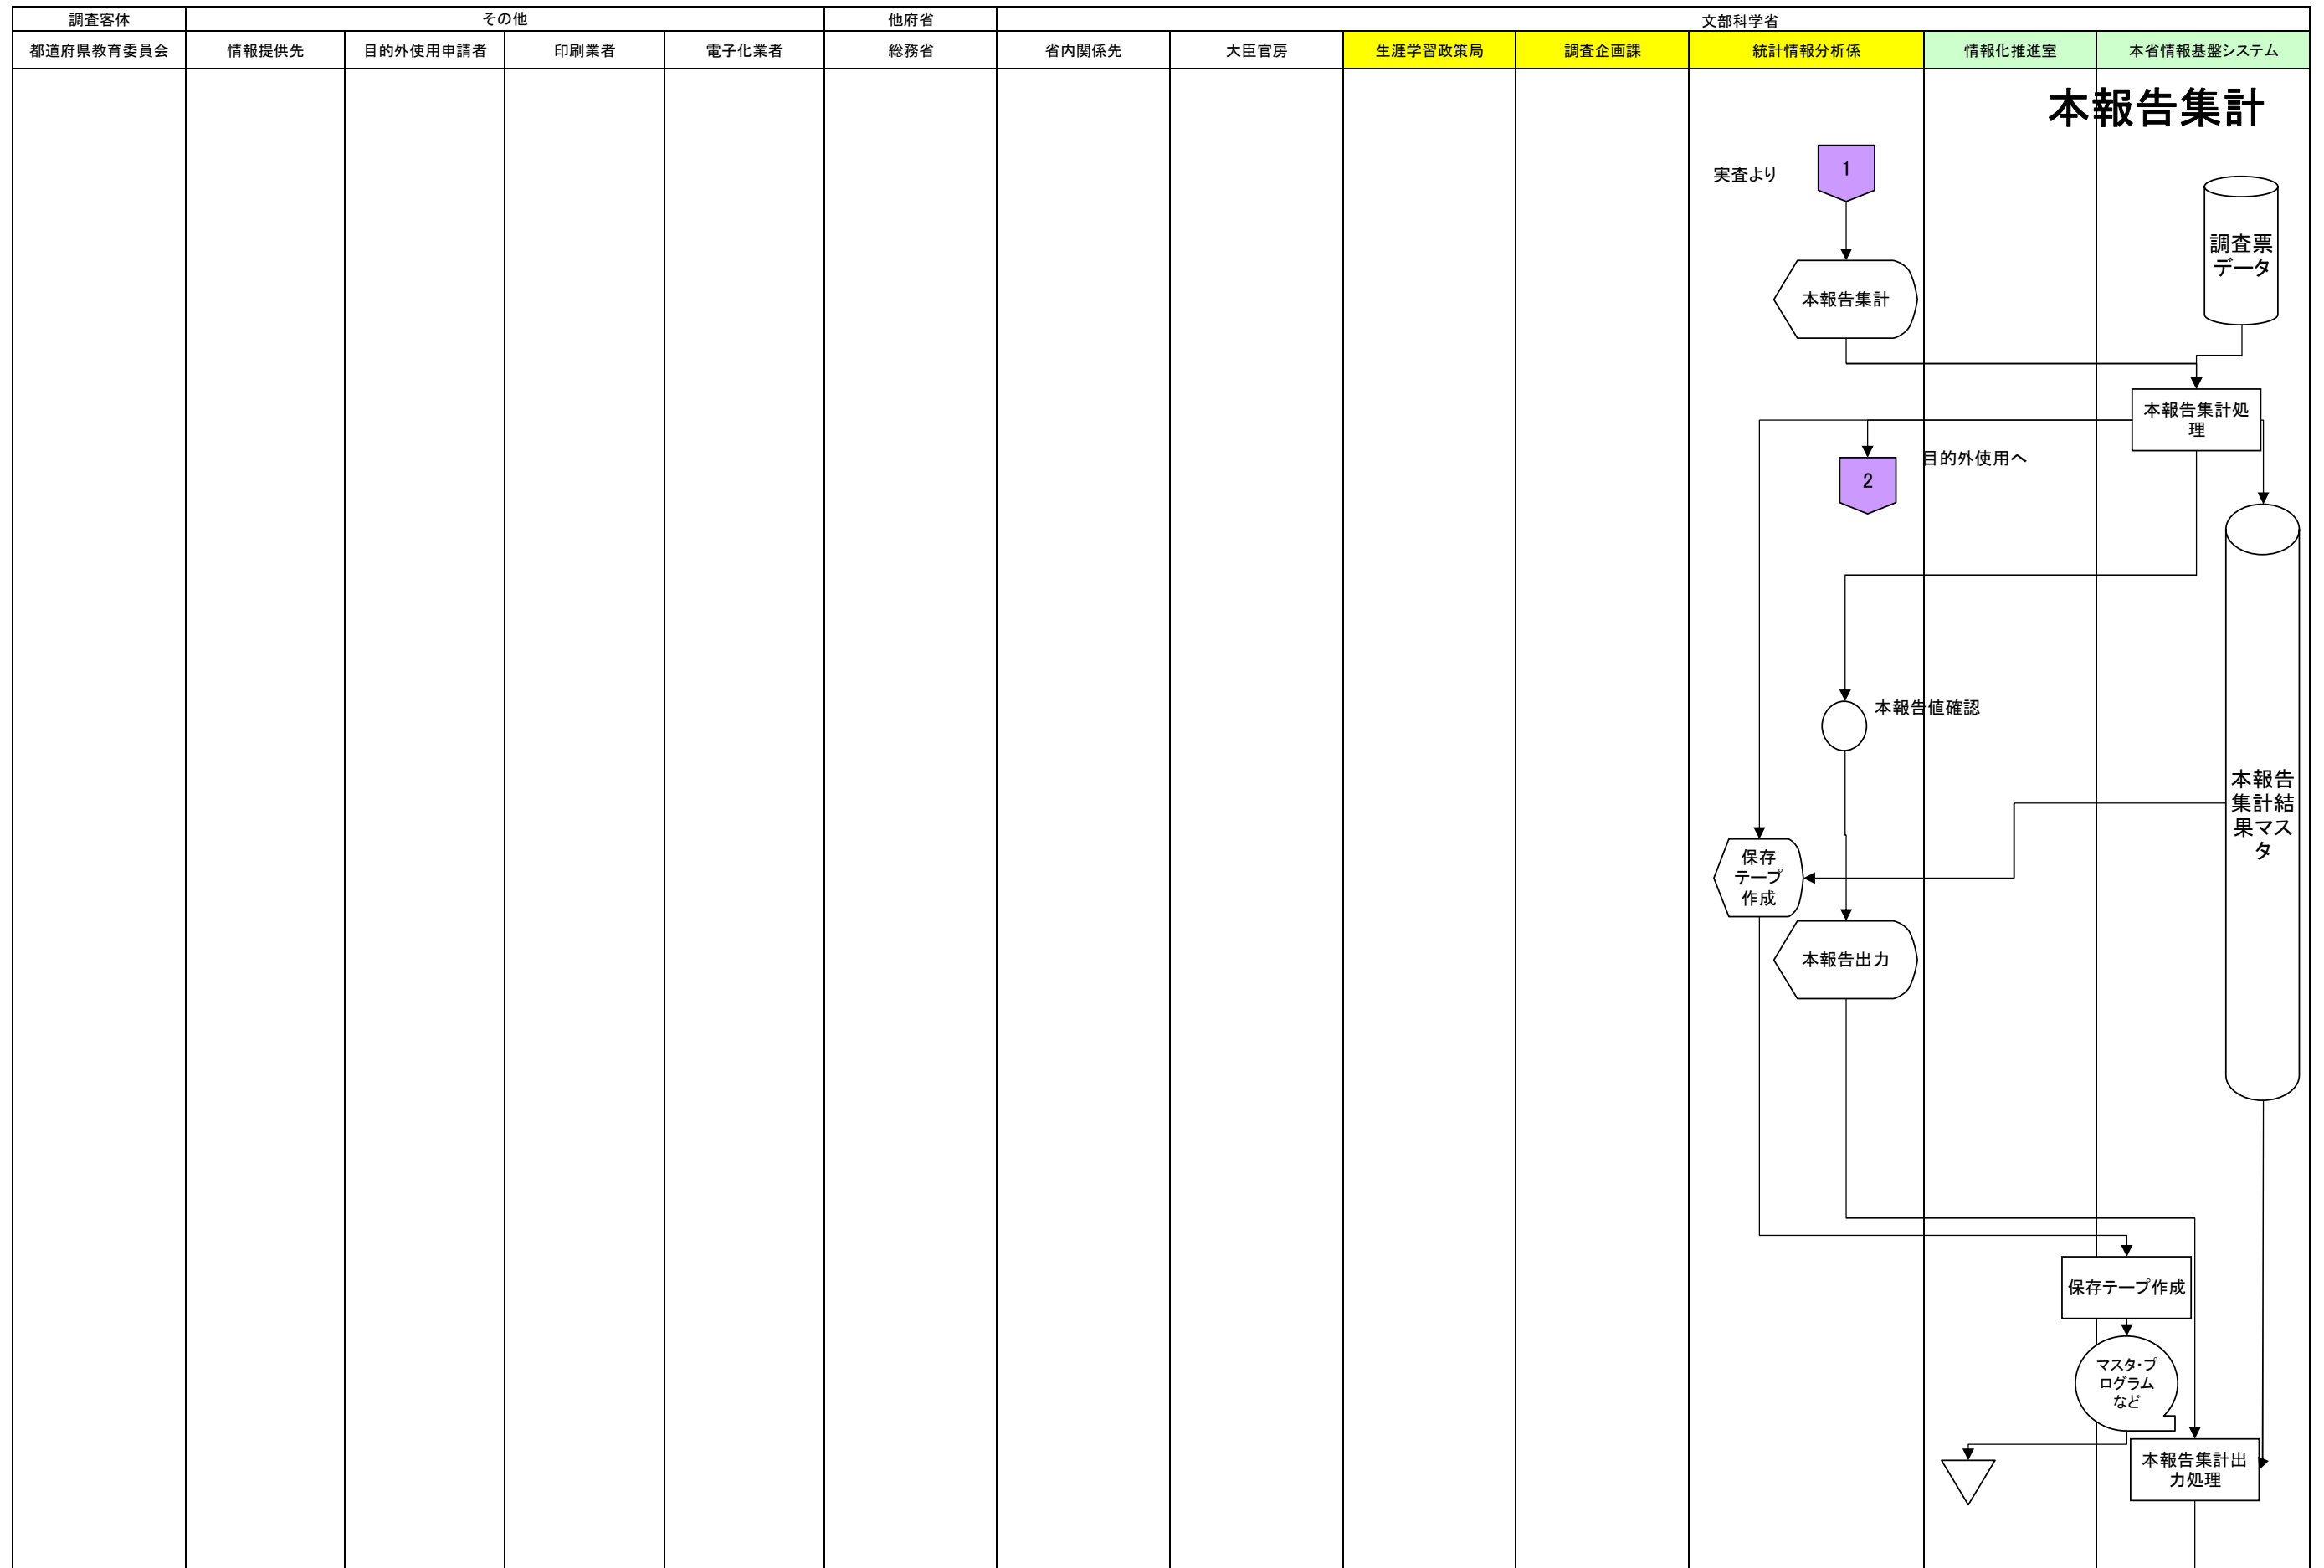 調査客体
その他
他府省
文部科学省
都道府県教育委員会
情報提供先
目的外使用申請者
印刷業者
電子化業者
総務省
省内関係先
大臣官房
生涯学習政策局
調査企画課
統計情報分析係
情報化推進室
本省情報基盤システム
本報告集計
実査より
1
調査票
データ
本報告集計
本報告集計処
理
目的外使用へ
2
本報告値確認
本報告
集計結
果マス
タ
保存
テープ
作成
本報告出力
保存テープ作成
マスタ・プ
ログラム
など
本報告集計出
力処理